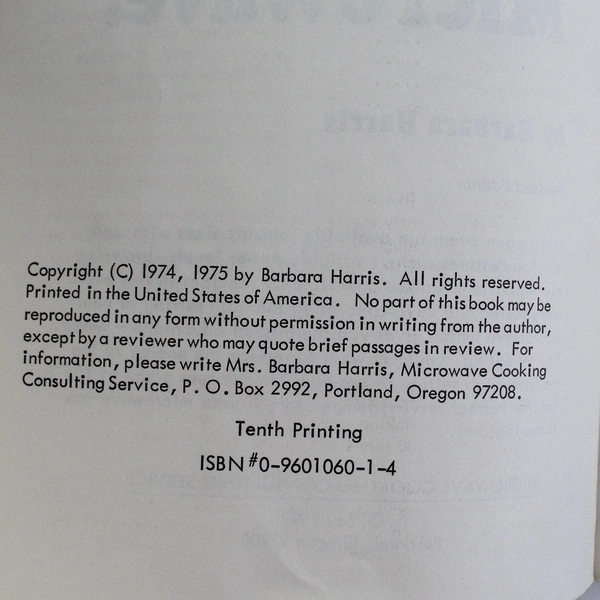 Copyright (C) 1974, 1975 by Barbara Harris. All rights reserved.
Printed in the United States of America. No part of this book may be
reproduced in any form without permission in writing from the author,
except by a reviewer who may quote brief passages in review. For
information, please write Mrs. Barbara Harris, Microwave Cooking
Consulting Service, P. O. Box 2992, Portland, Oregon 97208.
Tenth Printing
ISBN #0-9601060-1-4